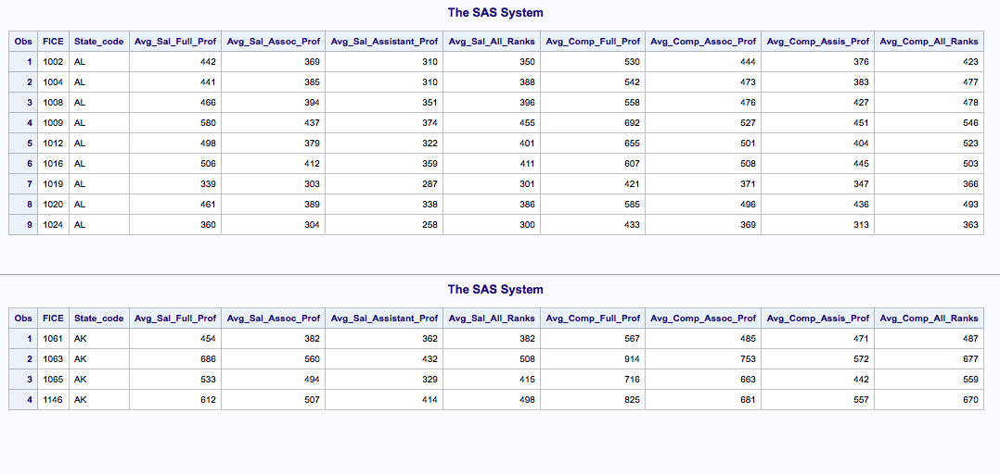 The SAS System
Obs FICE State_code Avg_Sal_Full_Prof Avg_Sal_Assoc_Prof Avg_Sal_Assistant_Prof Avg_Sal_All_Ranks Avg_Comp_Full_Prof Avg_Comp_Assoc_Prof Avg_Comp_Assis_Prof Avg_Comp_All_Ranks
1 1002 AL 442 369 310 350 530 444 376 423
2 1004 AL 441 385 310 388 542 473 383 477
3 1008 AL 466 394 351 396 558 476 427 478
4 1009 AL 580 437 374 455 692 527 451 546
5 1012 AL 498 379 322 401 655 501 404 523
6 1016 AL 506 412 359 411 607 508 445 503
7 1019 AL 339 303 287 301 421 371 347 366
8 1020 AL 461 389 338 386 585 496 436 493
9 1024 AL 360 304 258 300 433 369 313 363
The SAS System
Obs FICE State_code Avg_Sal_Full_Prof Avg_Sal_Assoc_Prof Avg_Sal_Assistant_Prof Avg_Sal_All_Ranks Avg_Comp_Full_Prof Avg_Comp_Assoc_Prof Avg_Comp_Assis_Prof Avg_Comp_All_Ranks
1 1061 AK 454 382 362 382 567 485 471 487
2 1063 AK 686 560 432 508 914 753 572 677
3 1065 AK 533 494 329 415 716 663 442 559
4 1146 AK 612 507 414 498 825 681 557 670